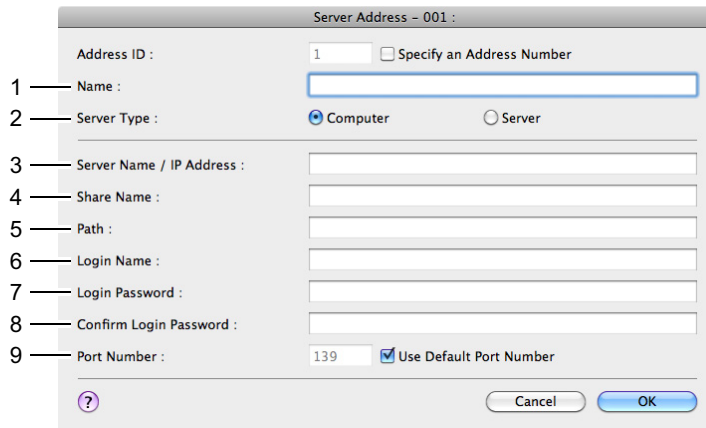 Server Address – 001 :
Address ID : 1 Specify an Address Number
1 Name :
2 Server Type : Computer Server
3 Server Name / IP Address :
4 Share Name :
5 Path :
6 Login Name :
7 Login Password :
8 Confirm Login Password :
9 Port Number : 139 Use Default Port Number
? Cancel OK